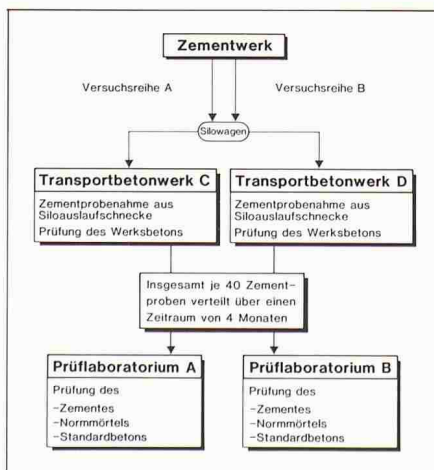 Zementwerk
Versuchsreihe A
Versuchsreihe B
Silowagen
Transportbetonwerk C
Zementprobenahme aus
Siloauslaufschnecke
Prüfung des Werksbetons
Transportbetonwerk D
Zementprobenahme aus
Siloauslaufschnecke
Prüfung des Werksbetons
Insgesamt je 40 Zement-
proben verteilt über einen
Zeitraum von 4 Monaten
Prüflaboratorium A
Prüfung des
-Zementes
-Normmörtels
-Standardbetons
Prüflaboratorium B
Prüfung des
-Zementes
-Normmörtels
-Standardbetons